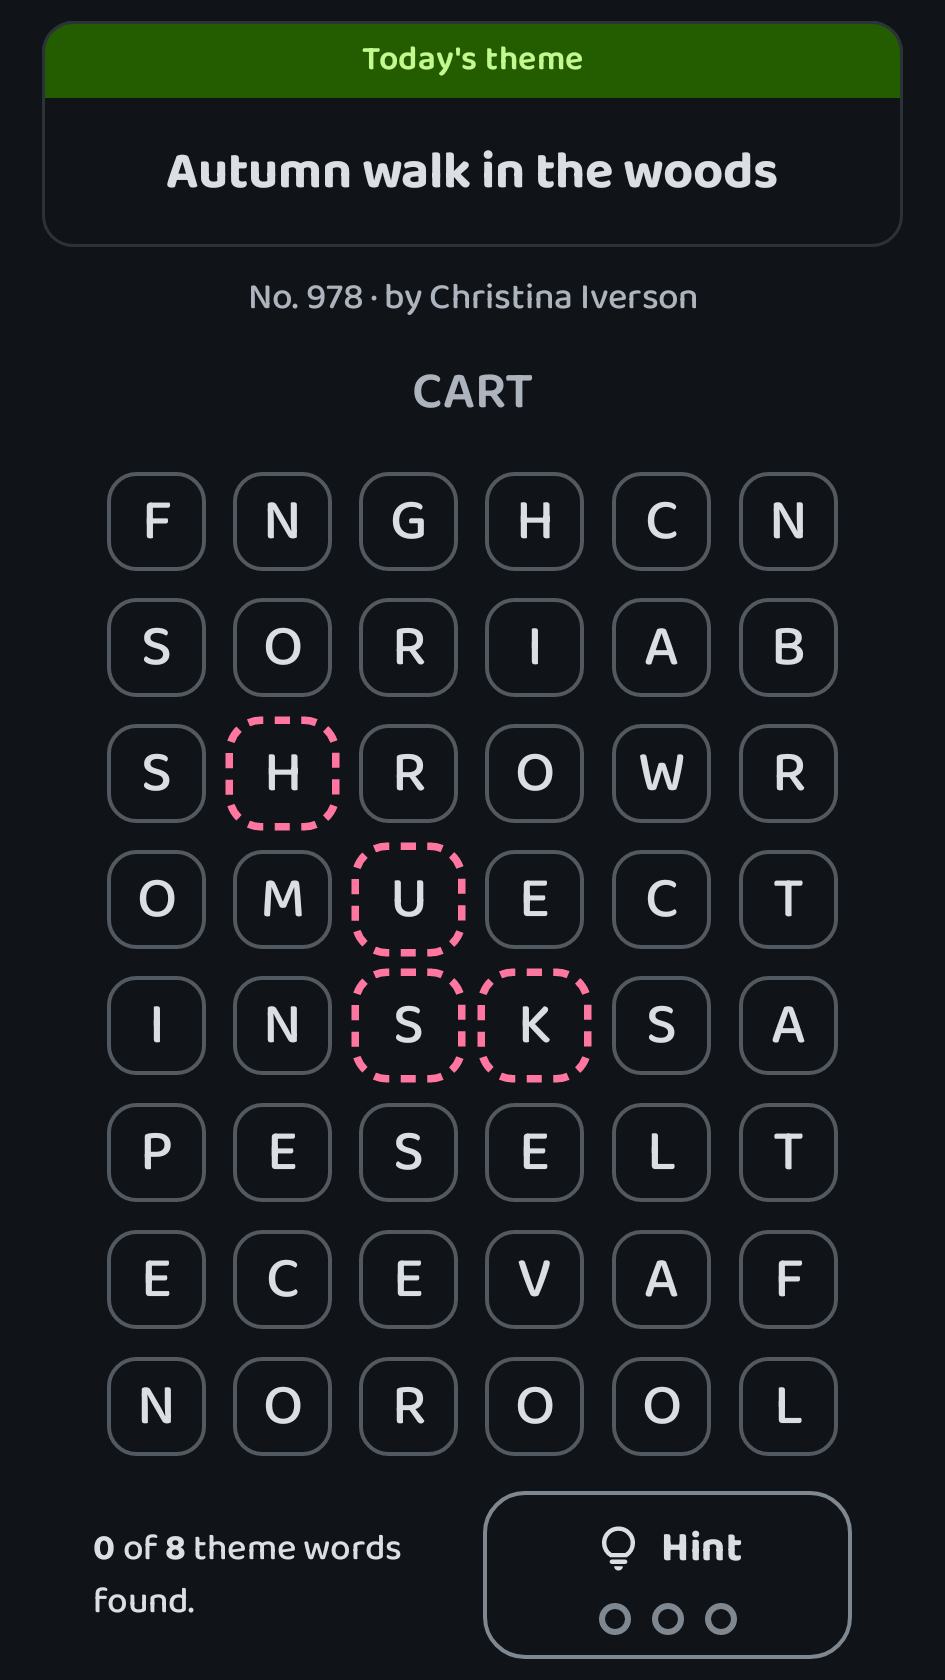 Today's theme
Autumn walk in the woods
No. 978 · by Christina Iverson
CART
F N G H C N
S O R I A B
S H R O W R
O M U E C T
I N S K S A
P E S E L T
E C E V A F
N O R O O L
0 of 8 theme words
found.
Hint